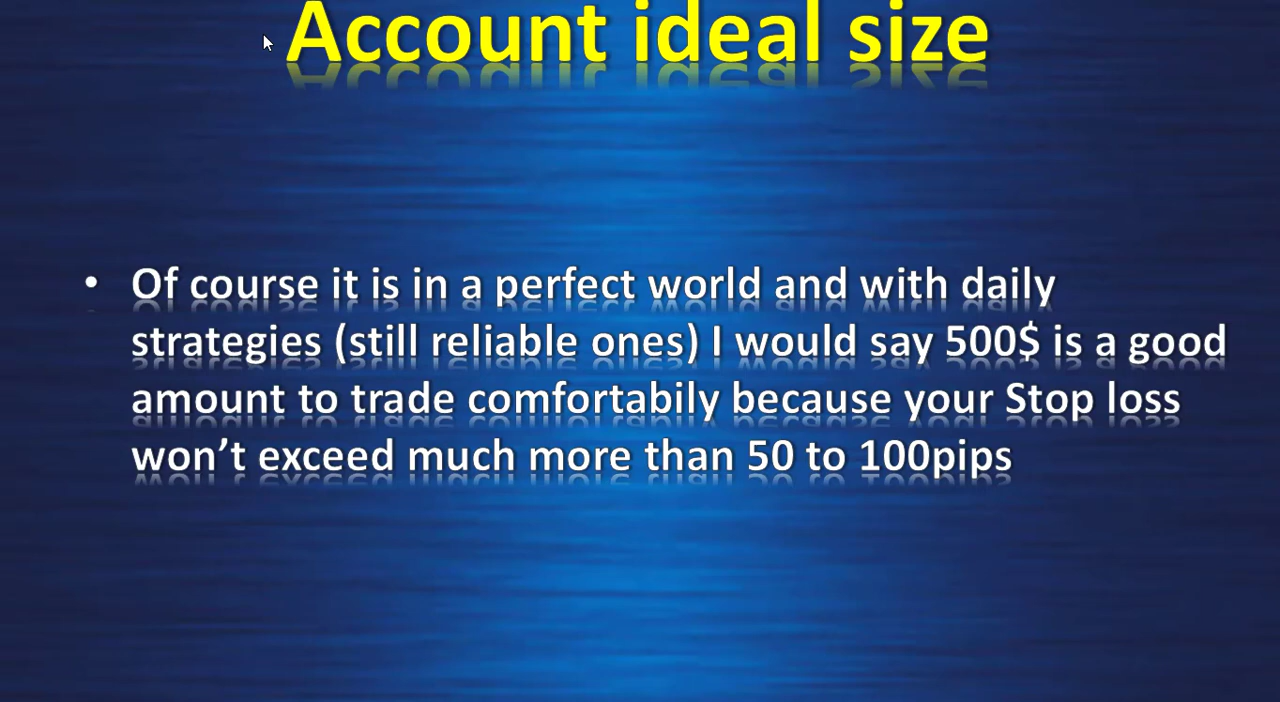 Account ideal size
• Of course it is in a perfect world and with daily
strategies (still reliable ones) I would say 500$ is a good
amount to trade comfortabily because your Stop loss
won’t exceed much more than 50 to 100pips